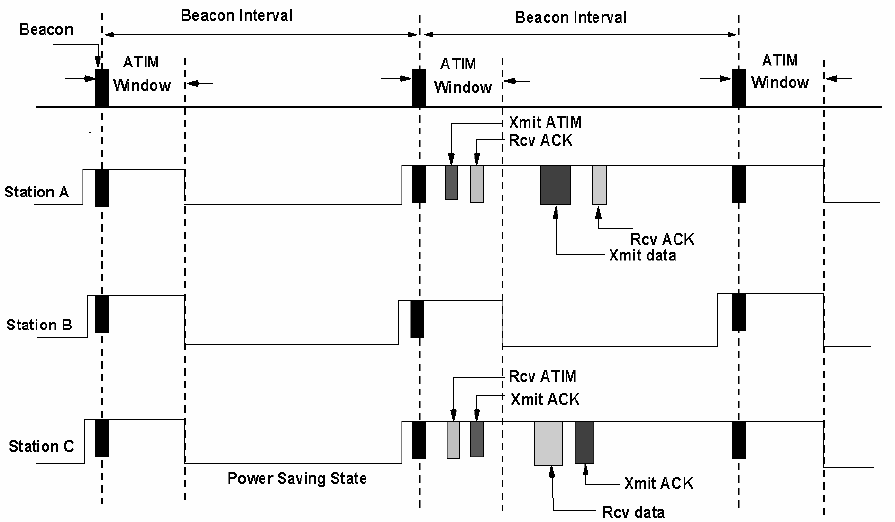 Beacon Interval
Beacon Interval
Beacon
ATIM
Window
ATIM
Window
ATIM
Window
Xmit ATIM
Rcv ACK
Station A
Rcv ACK
Xmit data
Station B
Rcv ATIM
Xmit ACK
Station C
Power Saving State
Xmit ACK
Rcv data